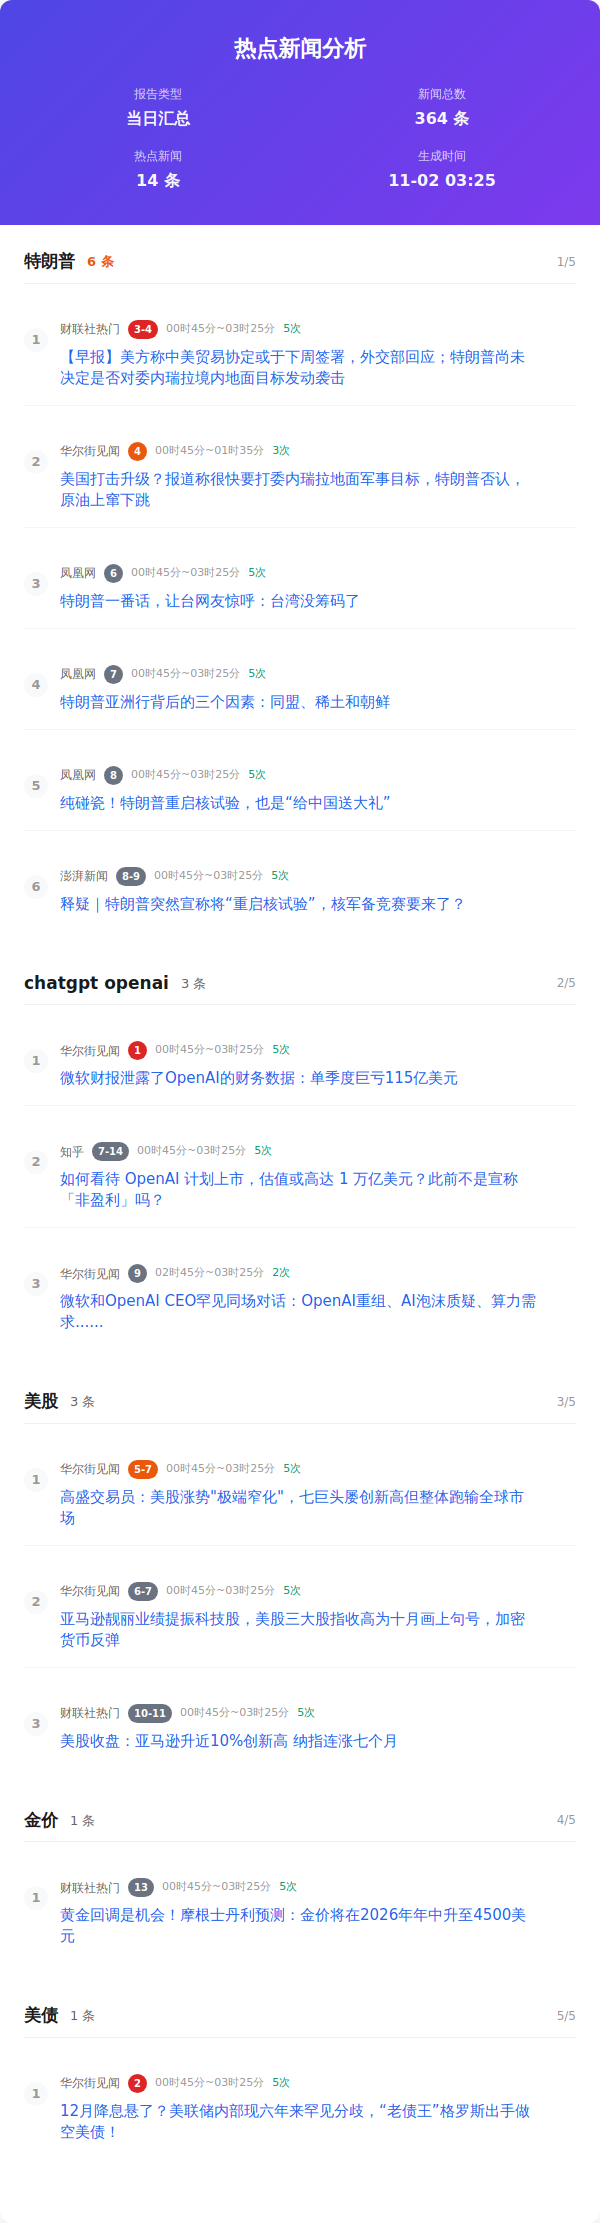 热点新闻分析
报告类型
新闻总数
当日汇总
364 条
热点新闻
生成时间
14 条
11-02 03:25
特朗普 6 条 1/5
1
财联社热门 3-4 00时45分~03时25分 5次
【早报】美方称中美贸易协定或于下周签署，外交部回应；特朗普尚未
决定是否对委内瑞拉境内地面目标发动袭击
2
华尔街见闻 4 00时45分~01时35分 3次
美国打击升级？报道称很快要打委内瑞拉地面军事目标，特朗普否认，
原油上窜下跳
3
凤凰网 6 00时45分~03时25分 5次
特朗普一番话，让台网友惊呼：台湾没筹码了
4
凤凰网 7 00时45分~03时25分 5次
特朗普亚洲行背后的三个因素：同盟、稀土和朝鲜
5
凤凰网 8 00时45分~03时25分 5次
纯碰瓷！特朗普重启核试验，也是“给中国送大礼”
6
澎湃新闻 8-9 00时45分~03时25分 5次
释疑｜特朗普突然宣称将“重启核试验”，核军备竞赛要来了？
chatgpt openai 3 条 2/5
1
华尔街见闻 1 00时45分~03时25分 5次
微软财报泄露了OpenAI的财务数据：单季度巨亏115亿美元
2
知乎 7-14 00时45分~03时25分 5次
如何看待 OpenAI 计划上市，估值或高达 1 万亿美元？此前不是宣称
「非盈利」吗？
3
华尔街见闻 9 02时45分~03时25分 2次
微软和OpenAI CEO罕见同场对话：OpenAI重组、AI泡沫质疑、算力需
求……
美股 3 条 3/5
1
华尔街见闻 5-7 00时45分~03时25分 5次
高盛交易员：美股涨势"极端窄化"，七巨头屡创新高但整体跑输全球市
场
2
华尔街见闻 6-7 00时45分~03时25分 5次
亚马逊靓丽业绩提振科技股，美股三大股指收高为十月画上句号，加密
货币反弹
3
财联社热门 10-11 00时45分~03时25分 5次
美股收盘：亚马逊升近10%创新高 纳指连涨七个月
金价 1 条 4/5
1
财联社热门 13 00时45分~03时25分 5次
黄金回调是机会！摩根士丹利预测：金价将在2026年年中升至4500美
元
美债 1 条 5/5
1
华尔街见闻 2 00时45分~03时25分 5次
12月降息悬了？美联储内部现六年来罕见分歧，“老债王”格罗斯出手做
空美债！